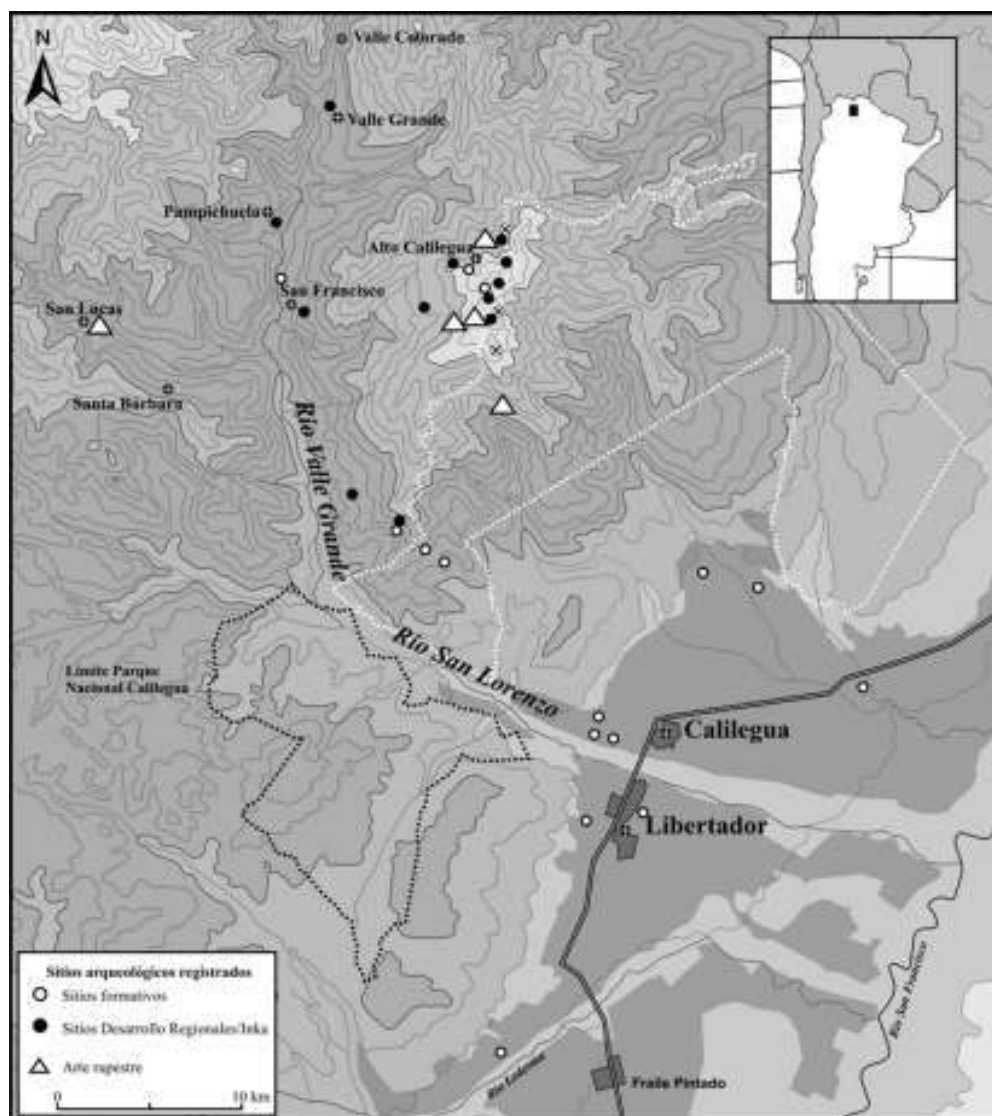 N
Valle Colorado
Valle Grande
Pampichuela
Alto Calilegua
San Francisco
San Lucas
Santa Bárbara
Río Valle Grande
Río San Lorenzo
Límite Parque
Nacional Calilegua
Calilegua
Libertador
Río San Francisco
Río Ledesma
Fraile Pintado
Sitios arqueológicos registrados
Sitios formativos
Sitios Desarrollo Regionales/Inka
Arte rupestre
0 10 km